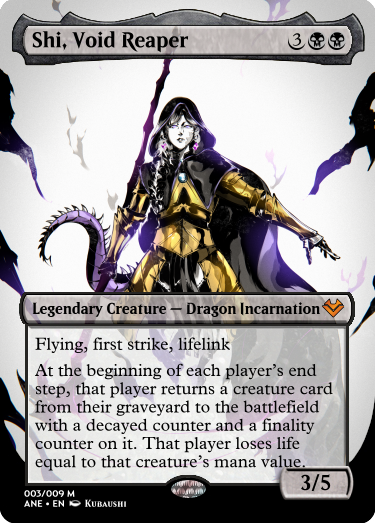 Shi, Void Reaper 3
Legendary Creature — Dragon Incarnation
Flying, first strike, lifelink
At the beginning of each player's end
step, that player returns a creature card
from their graveyard to the battlefield
with a decayed counter and a finality
counter on it. That player loses life
equal to that creature's mana value.
3/5
003/009 M
ANE • EN Kubaushi